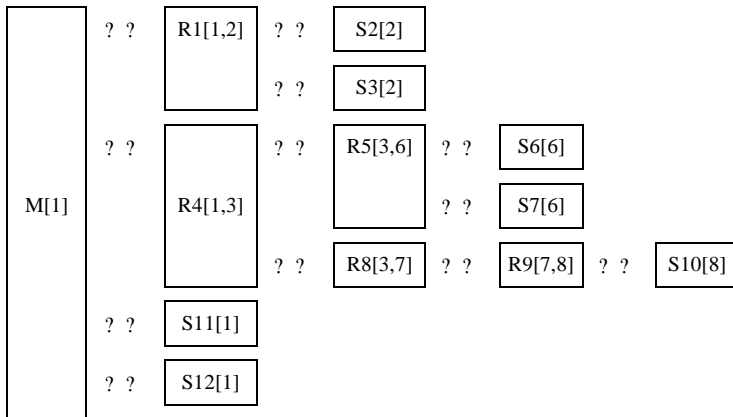 ? ? R1[1,2] ? ? S2[2]
? ? S3[2]
? ? ? ? R5[3,6] ? ? S6[6]
M[1] R4[1,3] ? ? S7[6]
? ? R8[3,7] ? ? R9[7,8] ? ? S10[8]
? ? S11[1]
? ? S12[1]